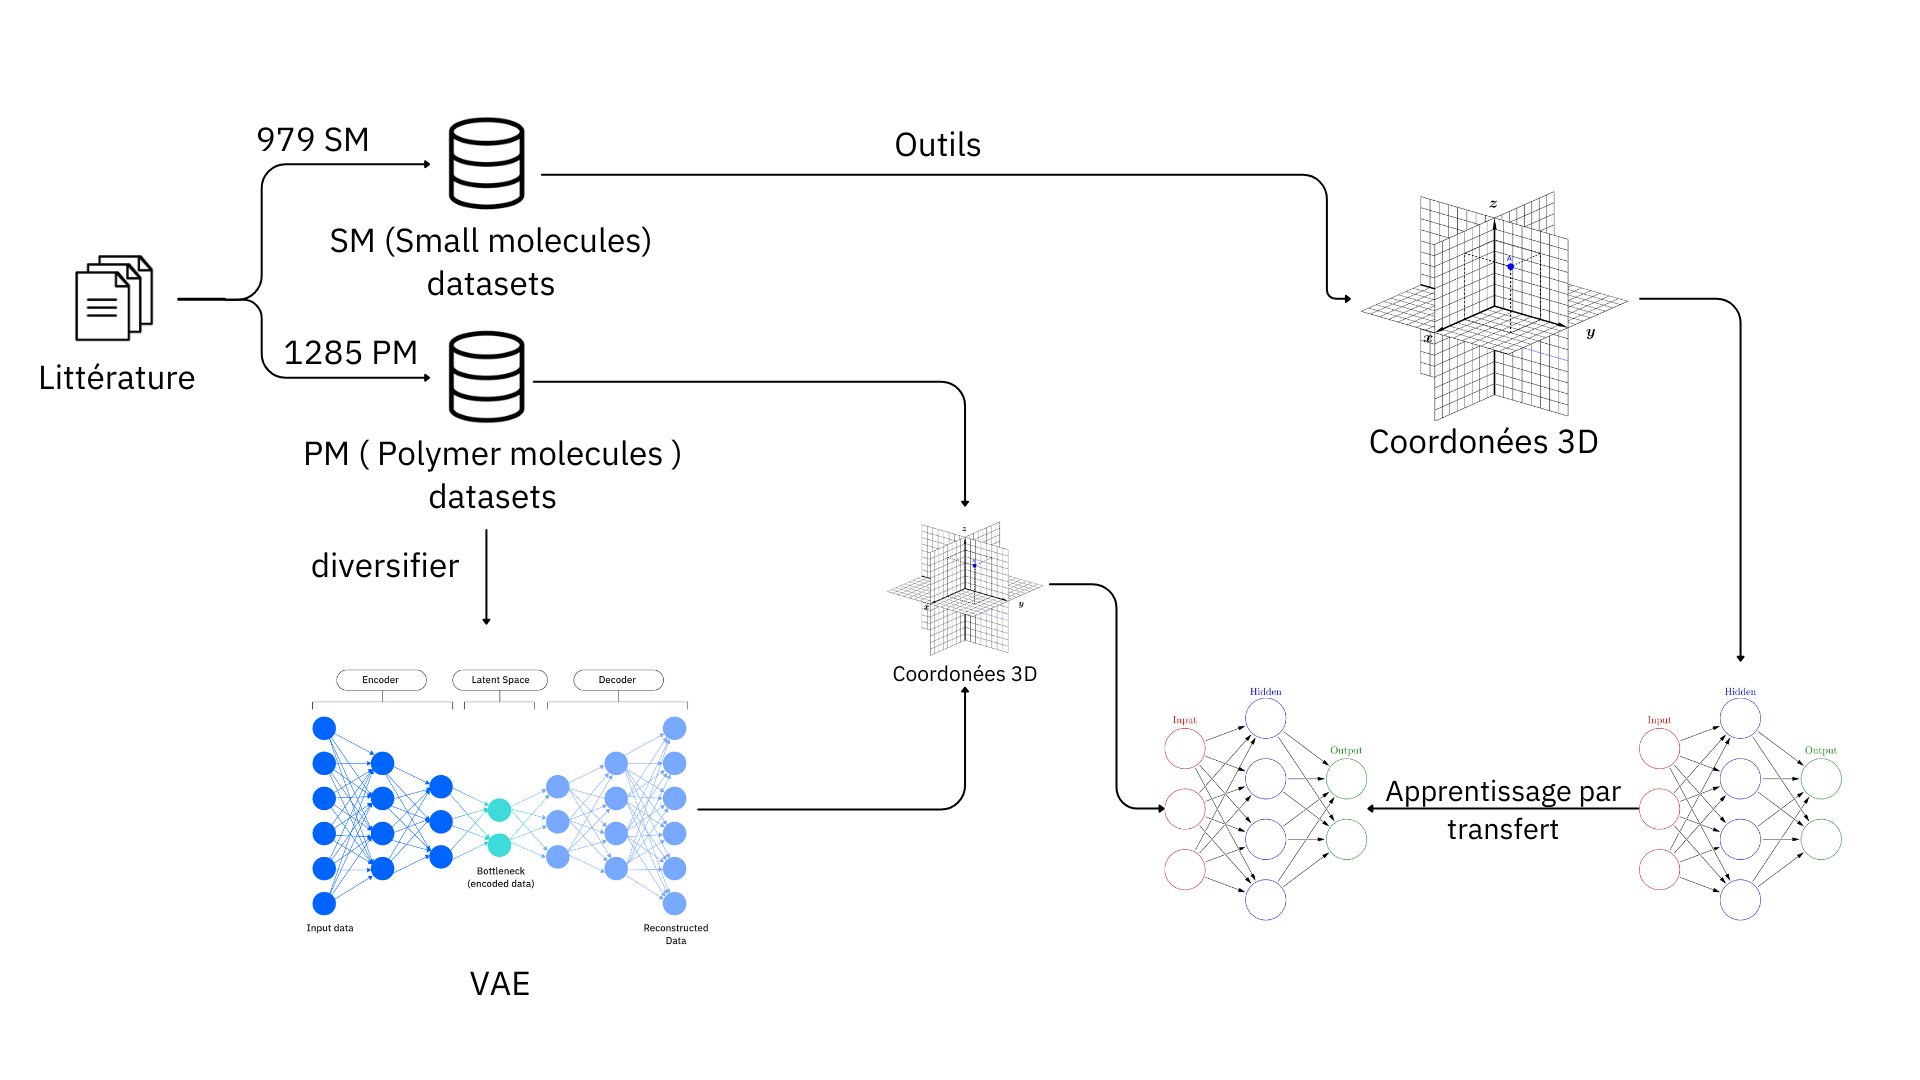 979 SM
Outils
SM (Small molecules)
datasets
Littérature
1285 PM
PM ( Polymer molecules )
datasets
diversifier
z
A
x
y
Coordonées 3D
z
x
y
Coordonées 3D
Encoder
Latent Space
Decoder
Bottleneck
(encoded data)
Input data
Reconstructed
Data
VAE
Input
Hidden
Output
Apprentissage par
transfert
Input
Hidden
Output